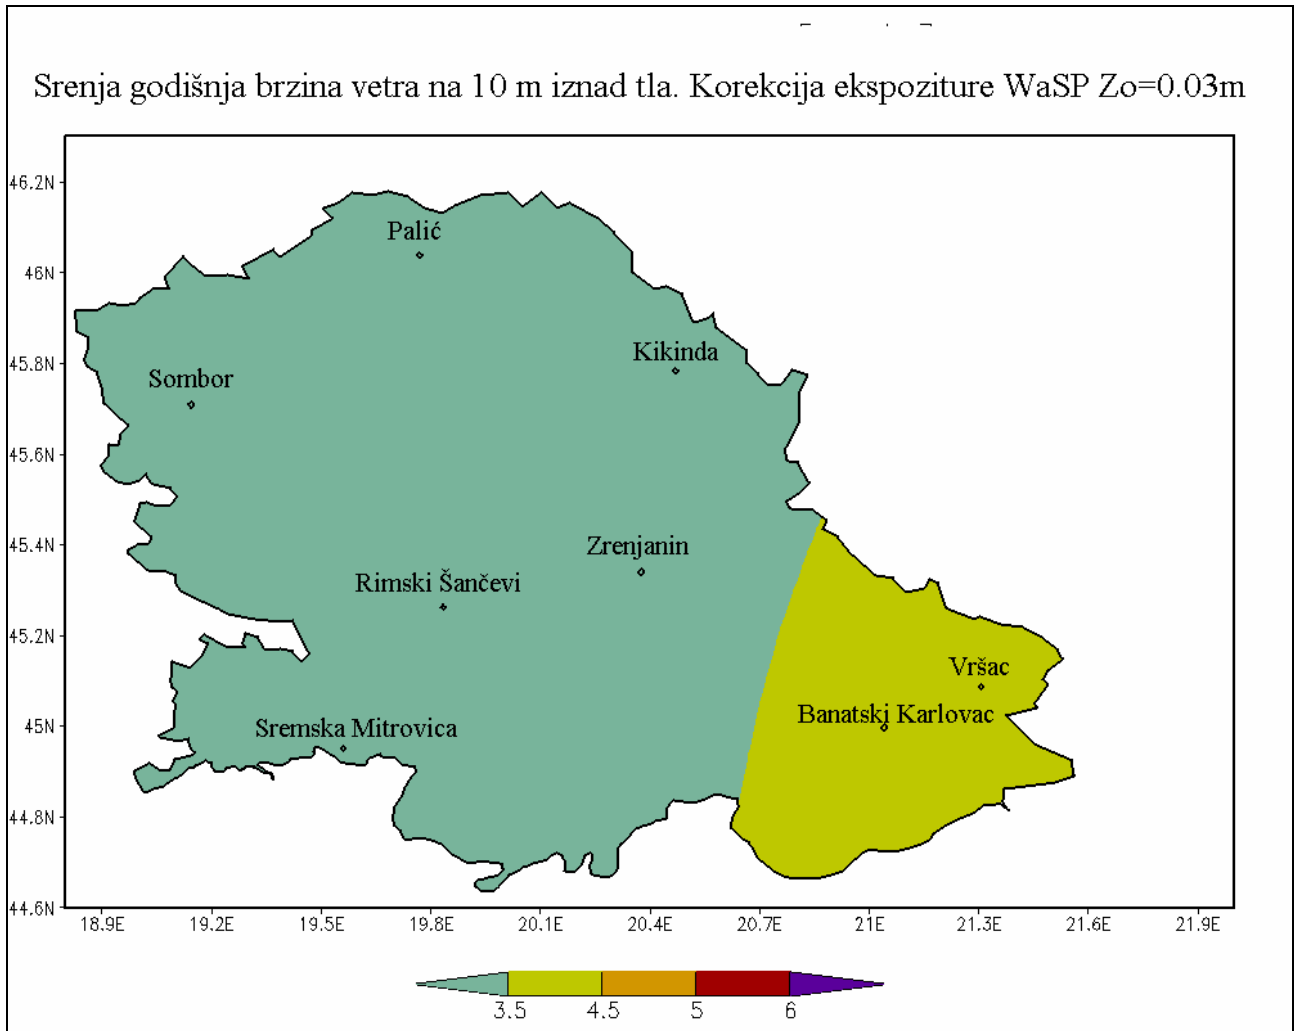 Srenja godišnja brzina vetra na 10 m iznad tla. Korekcija ekspoziture WaSP Zo=0.03m
46.2N
Palić
46N
Kikinda
45.8N
Sombor
45.6N
Zrenjanin
45.4N
Rimski Šančevi
45.2N
Vršac
Banatski Karlovac
45N
Sremska Mitrovica
44.8N
44.6N
18.9E 19.2E 19.5E 19.8E 20.1E 20.4E 20.7E 21E 21.3E 21.6E 21.9E
3.5 4.5 5 6